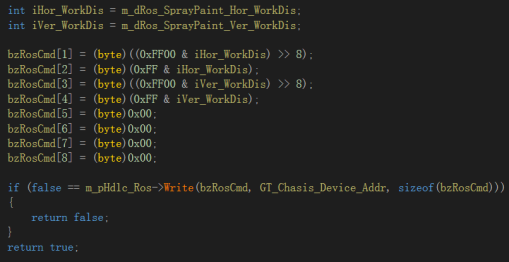 int iHor_WorkDis = m_dRos_SprayPaint_Hor_WorkDis;
int iVer_WorkDis = m_dRos_SprayPaint_Ver_WorkDis;
bzRosCmd[1] = (byte)((0xFF00 & iHor_WorkDis) >> 8);
bzRosCmd[2] = (byte)(0xFF & iHor_WorkDis);
bzRosCmd[3] = (byte)((0xFF00 & iVer_WorkDis) >> 8);
bzRosCmd[4] = (byte)(0xFF & iVer_WorkDis);
bzRosCmd[5] = (byte)0x00;
bzRosCmd[6] = (byte)0x00;
bzRosCmd[7] = (byte)0x00;
bzRosCmd[8] = (byte)0x00;
if (false == m_pHdlc_Ros->Write(bzRosCmd, GT_Chasis_Device_Addr, sizeof(bzRosCmd)))
{
return false;
}
return true;